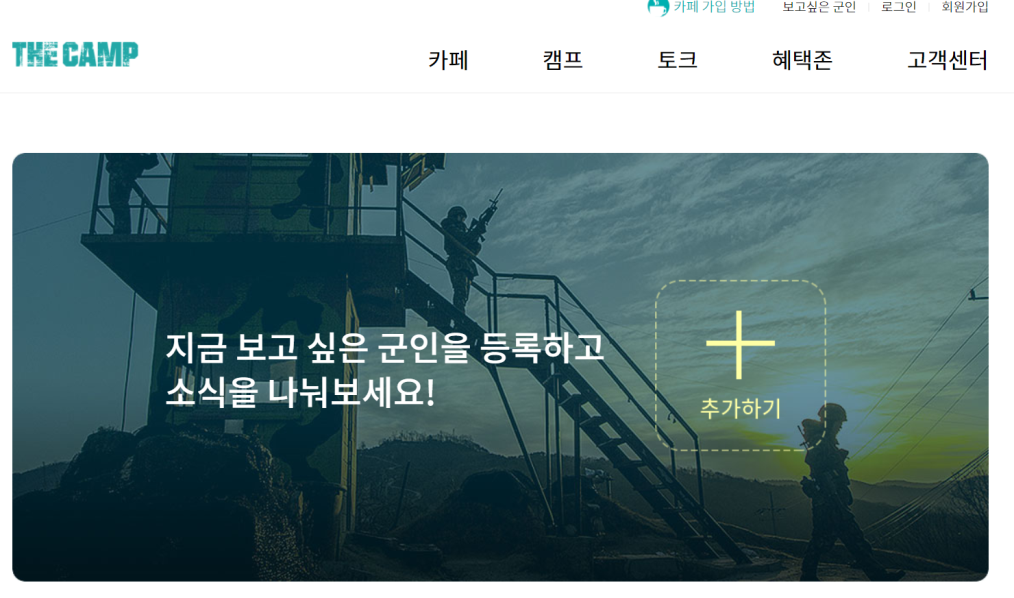 카페 가입 방법 보고싶은 군인 로그인 회원가입
THE CAMP 카페 캠프 토크 혜택존 고객센터
지금 보고 싶은 군인을 등록하고
소식을 나눠보세요!
추가하기